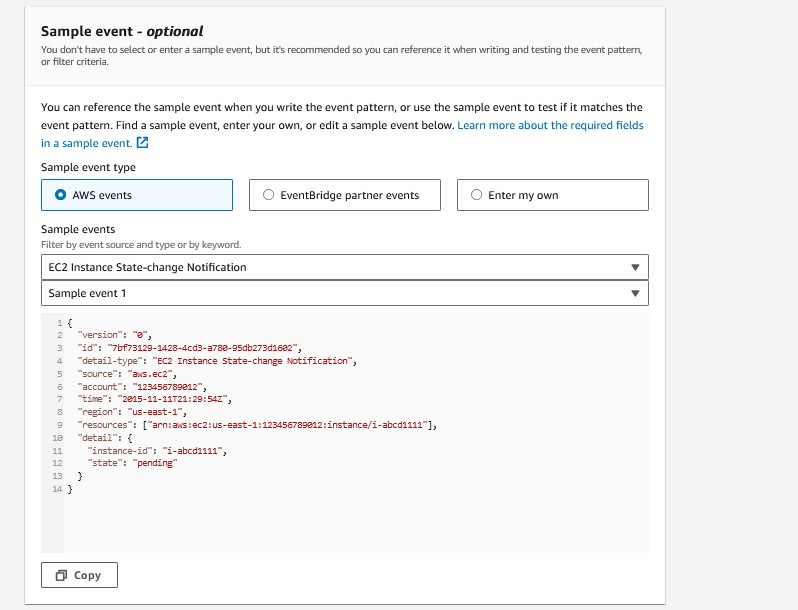 Sample event - optional
You don't have to select or enter a sample event, but it's recommended so you can reference it when writing and testing the event pattern,
or filter criteria.
You can reference the sample event when you write the event pattern, or use the sample event to test if it matches the
event pattern. Find a sample event, enter your own, or edit a sample event below. Learn more about the required fields
in a sample event.
Sample event type
AWS events
EventBridge partner events
Enter my own
Sample events
Filter by event source and type or by keyword.
EC2 Instance State-change Notification
Sample event 1
1 {
2 "version": "0",
3 "id": "7bf73129-1428-4cd3-a780-95db273d1602",
4 "detail-type": "EC2 Instance State-change Notification",
5 "source": "aws.ec2",
6 "account": "123456789012",
7 "time": "2015-11-11T21:29:54Z",
8 "region": "us-east-1",
9 "resources": ["arn:aws:ec2:us-east-1:123456789012:instance/i-abcd1111"],
10 "detail": {
11 "instance-id": "i-abcd1111",
12 "state": "pending"
13 }
14 }
Copy